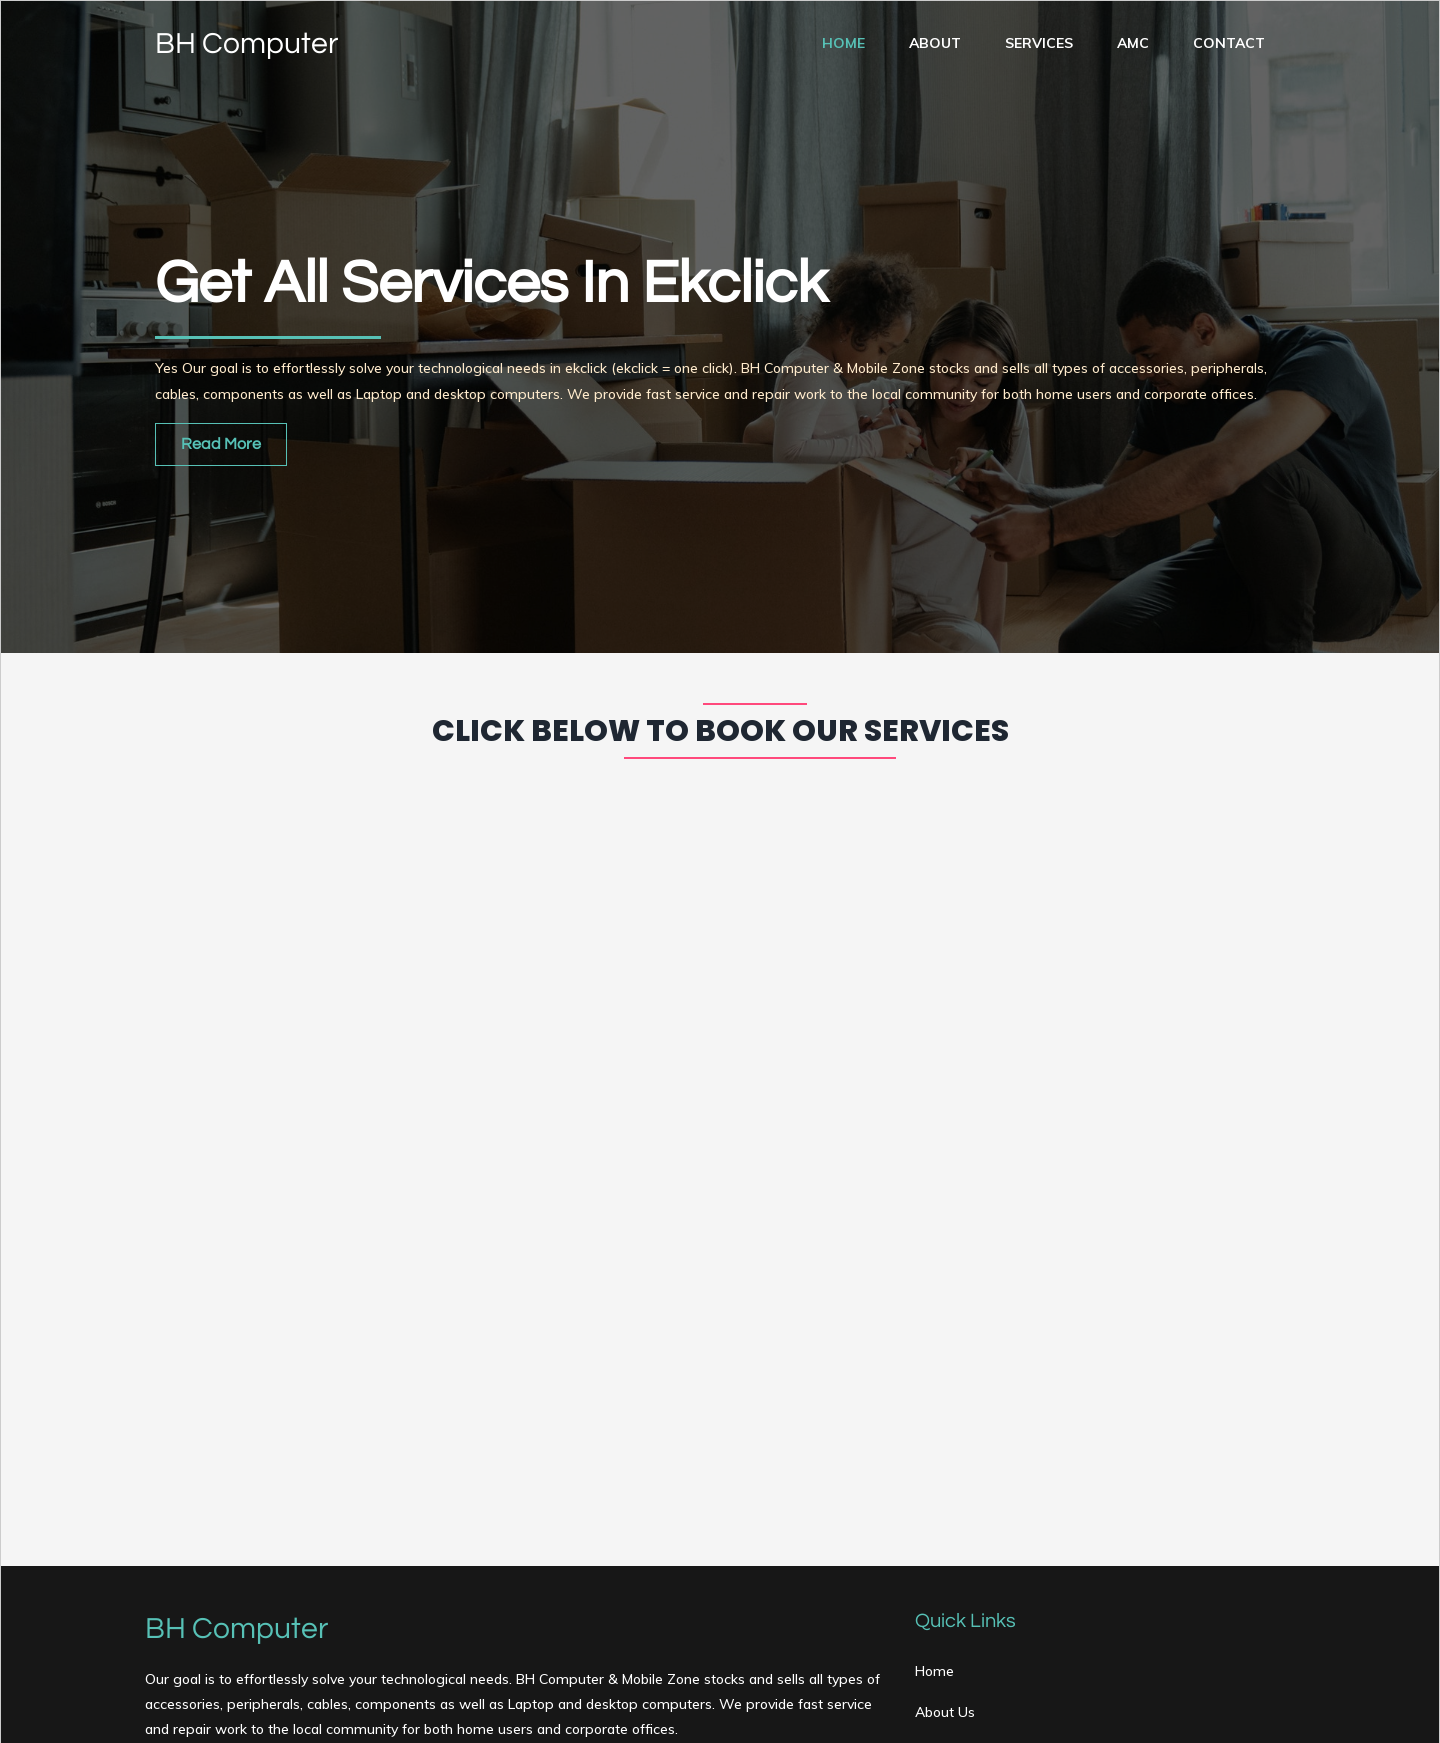 BH Computer
HOME ABOUT SERVICES AMC CONTACT
Get All Services In Ekclick
Yes Our goal is to effortlessly solve your technological needs in ekclick (ekclick = one click). BH Computer & Mobile Zone stocks and sells all types of accessories, peripherals,
cables, components as well as Laptop and desktop computers. We provide fast service and repair work to the local community for both home users and corporate offices.
Read More
CLICK BELOW TO BOOK OUR SERVICES
BH Computer
Our goal is to effortlessly solve your technological needs. BH Computer & Mobile Zone stocks and sells all types of
accessories, peripherals, cables, components as well as Laptop and desktop computers. We provide fast service
and repair work to the local community for both home users and corporate offices.
Quick Links
Home
About Us